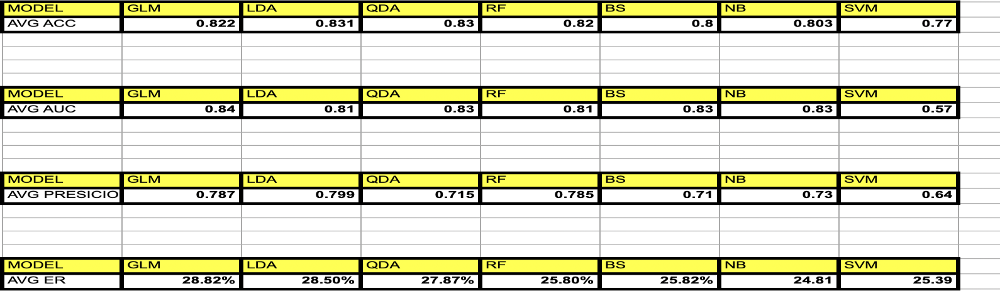 MODEL GLM LDA QDA RF BS NB SVM
AVG ACC 0.822 0.831 0.83 0.82 0.8 0.803 0.77
MODEL GLM LDA QDA RF BS NB SVM
AVG AUC 0.84 0.81 0.83 0.81 0.83 0.83 0.57
MODEL GLM LDA QDA RF BS NB SVM
AVG PRESICIO 0.787 0.799 0.715 0.785 0.71 0.73 0.64
MODEL GLM LDA QDA RF BS NB SVM
AVG ER 28.82% 28.50% 27.87% 25.80% 25.82% 24.81 25.39